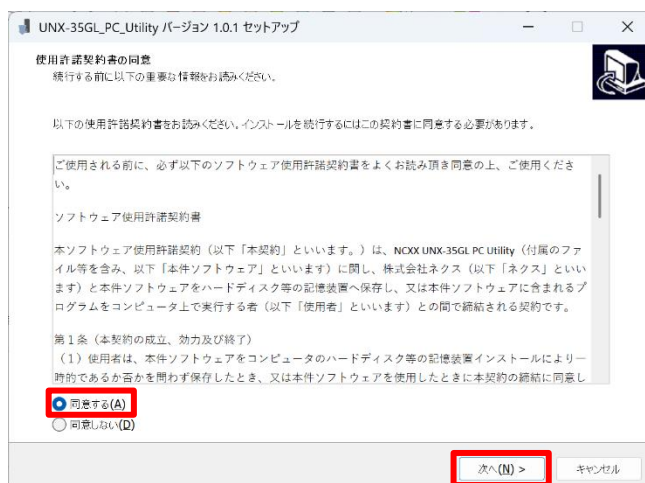 UNX-35GL_PC_Utility バージョン 1.0.1 セットアップ
使用許諾契約書の同意
続行する前に以下の重要な情報をお読みください。
以下の使用許諾契約書をお読みください。インストールを続行するにはこの契約書に同意する必要があります。
ご使用される前に、必ず以下のソフトウェア使用許諾契約書をよくお読み頂き同意の上、ご使用くださ
い。
ソフトウェア使用許諾契約書
本ソフトウェア使用許諾契約（以下「本契約」といいます。）は、NCXX UNX-35GL PC Utility（付属のファ
イル等を含み、以下「本件ソフトウェア」といいます）に関し、株式会社ネクス（以下「ネクス」といい
ます）と本件ソフトウェアをハードディスク等の記憶装置へ保存し、又は本件ソフトウェアに含まれるプ
ログラムをコンピュータ上で実行する者（以下「使用者」といいます）との間で締結される契約です。
第１条（本契約の成立、効力及び終了）
（１）使用者は、本件ソフトウェアをコンピュータのハードディスク等の記憶装置インストールにより一
時的であるか否かを問わず保存したとき、又は本件ソフトウェアを使用したときに本契約の締結に同意し
同意する(A)
同意しない(D)
次へ(N) >
キャンセル